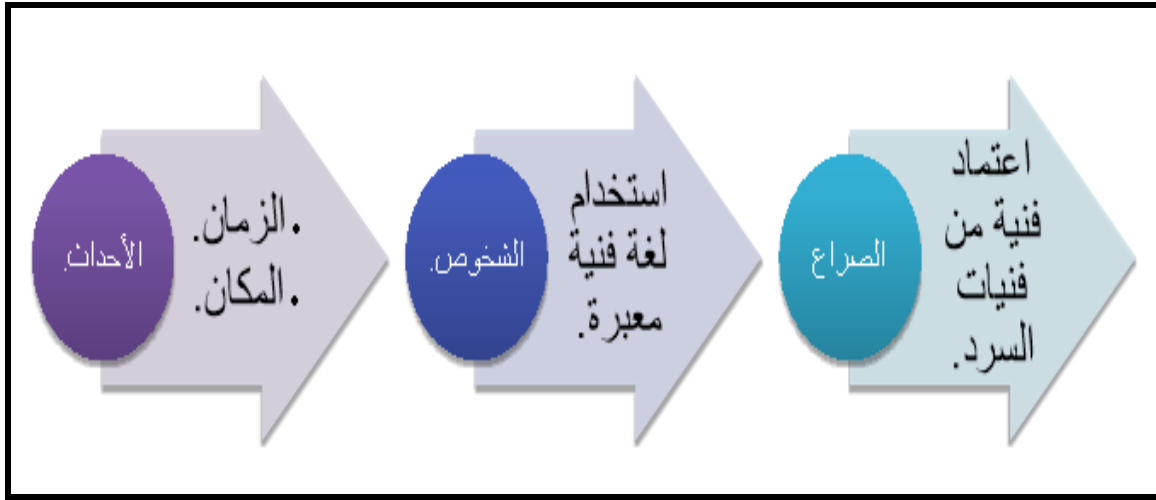 الأحداث.
• الزمان.
• المكان.
الشخوص.
استخدام
لغة فنية
معبرة.
الصراع
اعتماد
فنية من
فنيات
السرد.